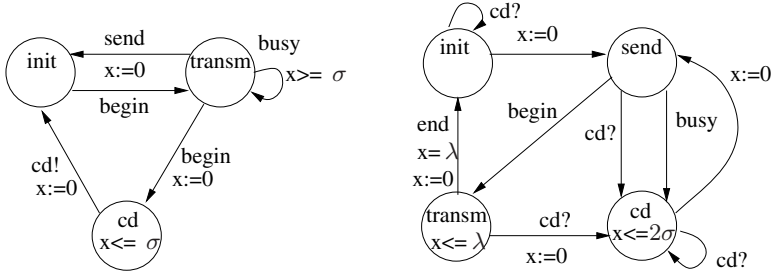 send
init
x:=0
transm
begin
busy
x>= σ
begin
x:=0
cd!
x:=0
cd
x<= σ
cd?
init
x:=0
send
x:=0
begin
cd?
busy
end
x= λ
x:=0
transm
x<= λ
cd?
x:=0
cd
x<=2σ
cd?